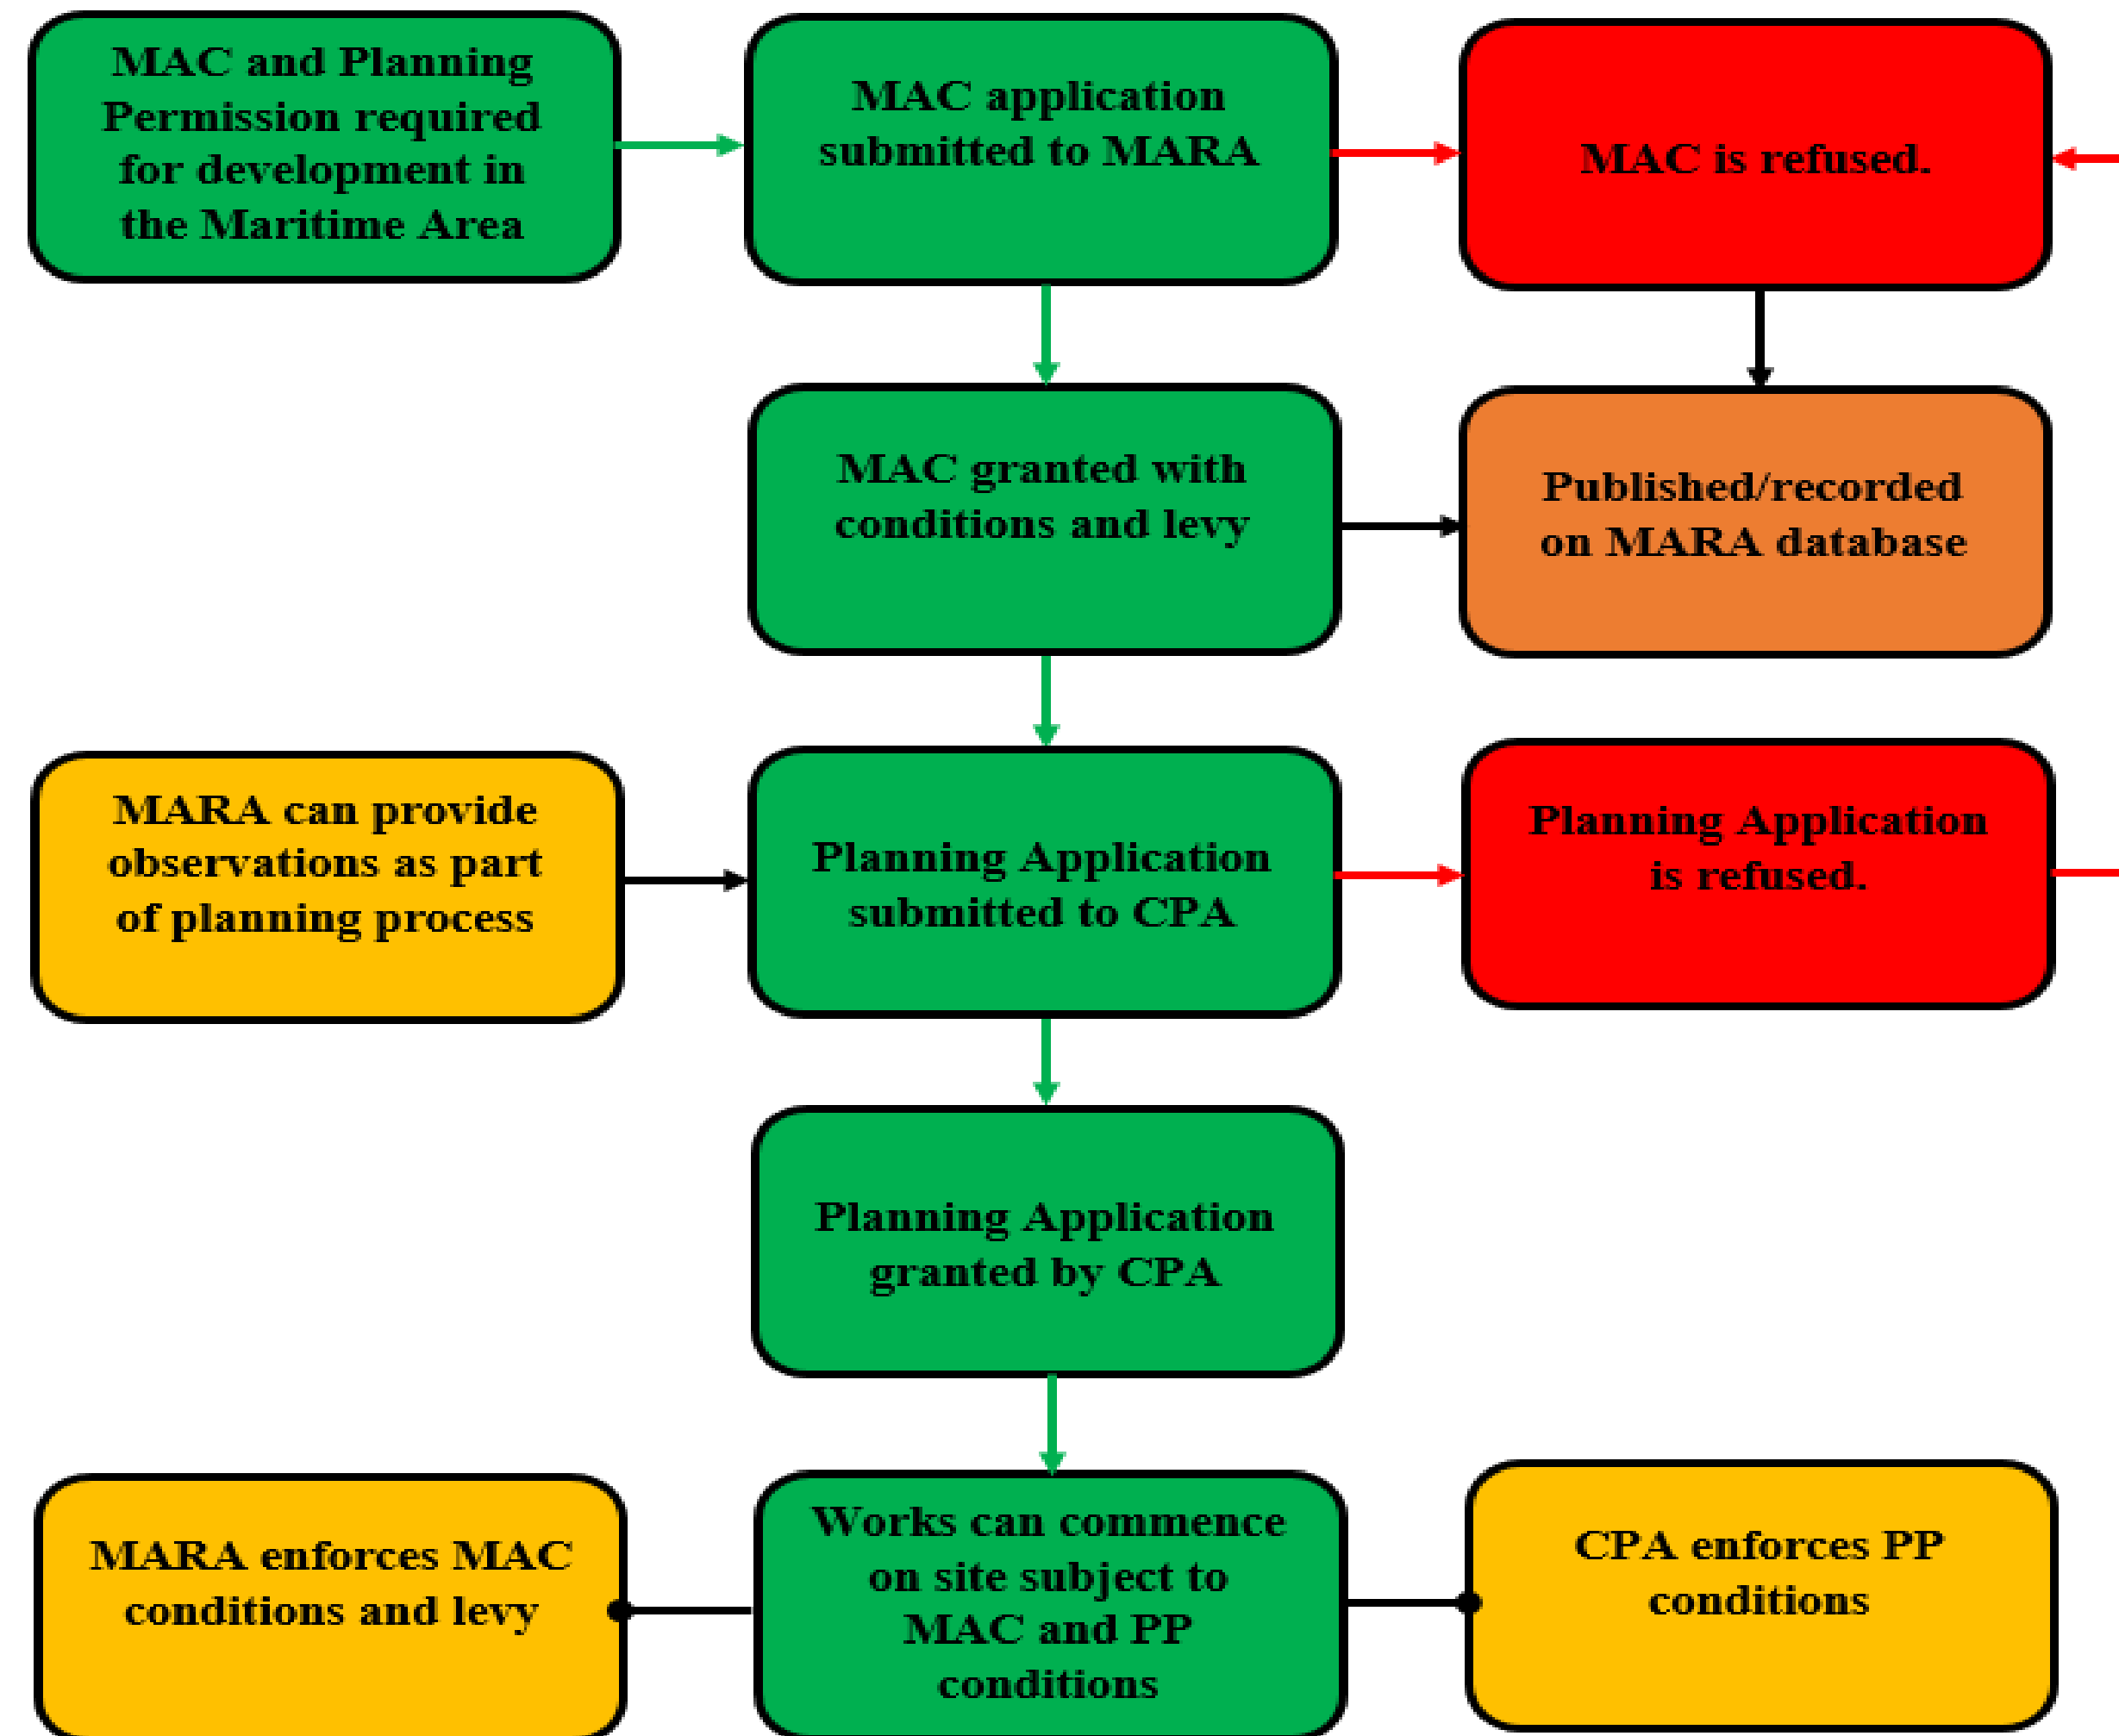 MAC and Planning
Permission required
for development in
the Maritime Area
MAC application
submitted to MARA
MAC is refused.
MAC granted with
conditions and levy
Published/recorded
on MARA database
MARA can provide
observations as part
of planning process
Planning Application
submitted to CPA
Planning Application
is refused.
Planning Application
granted by CPA
MARA enforces MAC
conditions and levy
Works can commence
on site subject to
MAC and PP
conditions
CPA enforces PP
conditions